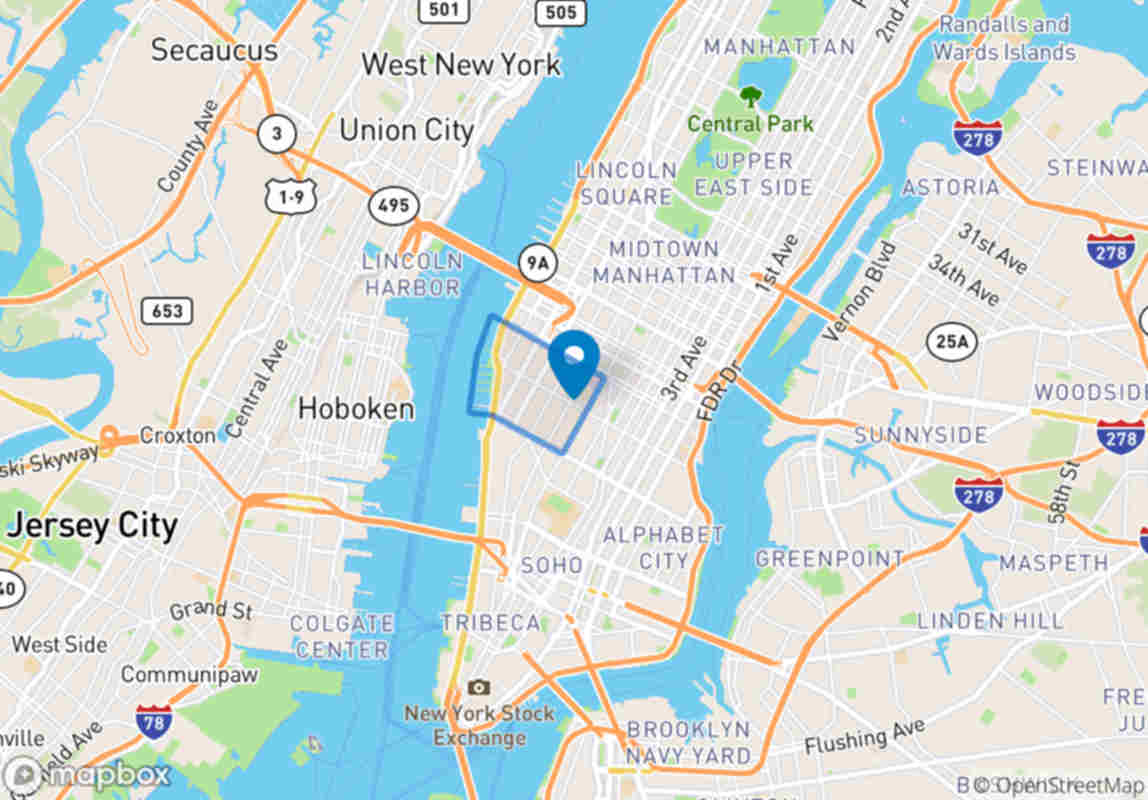 501
505
Secaucus
West New York
MANHATTAN
2nd A
Randalls and
Wards Islands
County Ave
3
Union City
Central Park
278
1-9
495
LINCOLN
SQUARE
UPPER
EAST SIDE
STEINWA
ASTORIA
LINCOLN
HARBOR
9A
MIDTOWN
MANHATTAN
1st Ave
Vernon Blvd
31st Ave
34th Ave
278
653
25A
Central Ave
3rd Ave
FDR Dr
Hoboken
WOODSIDE
Croxton
ski Skyway
SUNNYSIDE
278
278
58th St
Jersey City
SOHO
ALPHABET
CITY
GREENPOINT
MASPETH
40
Grand St
COLGATE
CENTER
TRIBECA
LINDEN HILL
West Side
Communipaw
78
New York Stock
Exchange
BROOKLYN
NAVY YARD
Flushing Ave
FRE
JU
nville
field Ave
mapbox
© OpenStreetMap